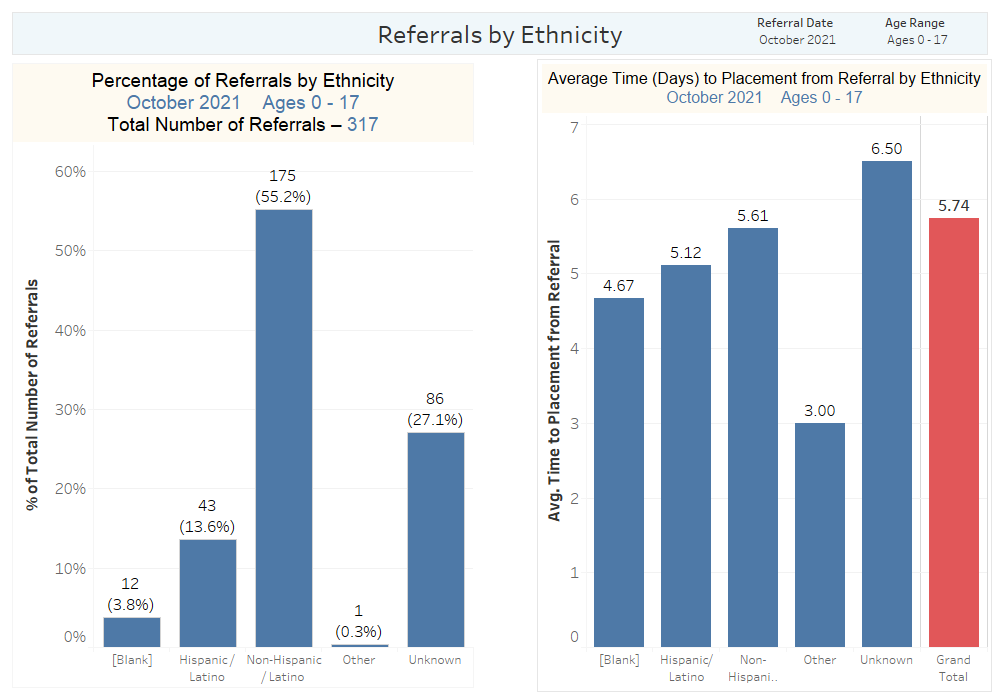 Referrals by Ethnicity
Referral Date
October 2021
Age Range
Ages 0 - 17
Percentage of Referrals by Ethnicity
October 2021 Ages 0 - 17
Total Number of Referrals – 317
% of Total Number of Referrals
60%
50%
40%
30%
20%
10%
0%
12
(3.8%)
43
(13.6%)
175
(55.2%)
1
(0.3%)
86
(27.1%)
[Blank]
Hispanic /
Latino
Non-Hispanic
/ Latino
Other
Unknown
Average Time (Days) to Placement from Referral by Ethnicity
October 2021 Ages 0 - 17
Avg. Time to Placement from Referral
7
6
5
4
3
2
1
0
4.67
5.12
5.61
3.00
6.50
5.74
[Blank]
Hispanic/
Latino
Non-
Hispani..
Other
Unknown
Grand
Total